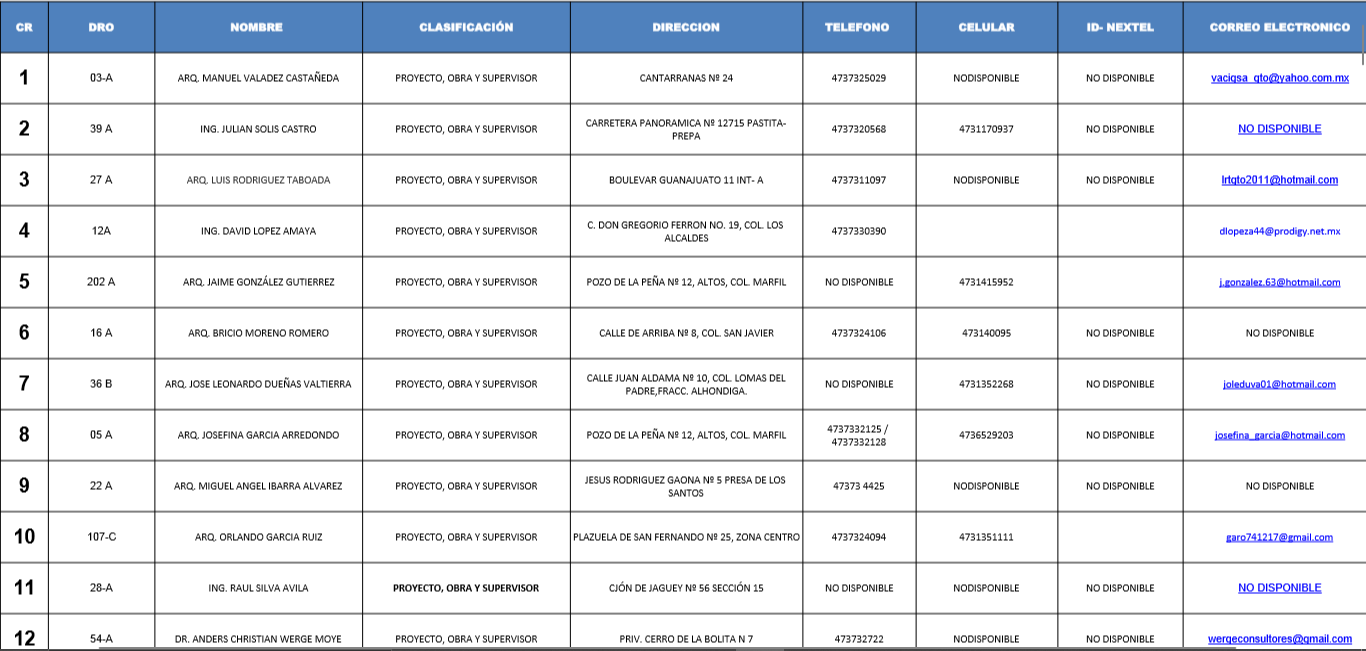 CR DRO NOMBRE CLASIFICACIÓN DIRECCION TELEFONO CELULAR ID- NEXTEL CORREO ELECTRONICO
1 03-A ARQ. MANUEL VALADEZ CASTAÑEDA PROYECTO, OBRA Y SUPERVISOR CANTARRANAS Nº 24 4737325029 NODISPONIBLE NO DISPONIBLE vaciqsa_gto@yahoo.com.mx
2 39 A ING. JULIAN SOLIS CASTRO PROYECTO, OBRA Y SUPERVISOR CARRETERA PANORAMICA Nº 12715 PASTITA-
PREPA 4737320568 4731170937 NO DISPONIBLE NO DISPONIBLE
3 27 A ARQ. LUIS RODRIGUEZ TABOADA PROYECTO, OBRA Y SUPERVISOR BOULEVAR GUANAJUATO 11 INT- A 4737311097 NODISPONIBLE NO DISPONIBLE lrtgto2011@hotmail.com
4 12A ING. DAVID LOPEZ AMAYA PROYECTO, OBRA Y SUPERVISOR C. DON GREGORIO FERRON NO. 19, COL. LOS
ALCALDES 4737330390 dlopeza44@prodigy.net.mx
5 202 A ARQ. JAIME GONZÁLEZ GUTIERREZ PROYECTO, OBRA Y SUPERVISOR POZO DE LA PEÑA Nº 12, ALTOS, COL. MARFIL NO DISPONIBLE 4731415952 j.gonzalez.63@hotmail.com
6 16 A ARQ. BRICIO MORENO ROMERO PROYECTO, OBRA Y SUPERVISOR CALLE DE ARRIBA Nº 8, COL. SAN JAVIER 4737324106 473140095 NO DISPONIBLE NO DISPONIBLE
7 36 B ARQ. JOSE LEONARDO DUEÑAS VALTIERRA PROYECTO, OBRA Y SUPERVISOR CALLE JUAN ALDAMA Nº 10, COL. LOMAS DEL
PADRE,FRACC. ALHONDIGA. NO DISPONIBLE 4731352268 NO DISPONIBLE joleduva01@hotmail.com
8 05 A ARQ. JOSEFINA GARCIA ARREDONDO PROYECTO, OBRA Y SUPERVISOR POZO DE LA PEÑA Nº 12, ALTOS, COL. MARFIL 4737332125 /
4737332128 4736529203 NO DISPONIBLE josefina_garcia@hotmail.com
9 22 A ARQ. MIGUEL ANGEL IBARRA ALVAREZ PROYECTO, OBRA Y SUPERVISOR JESUS RODRIGUEZ GAONA Nº 5 PRESA DE LOS
SANTOS 47373 4425 NODISPONIBLE NO DISPONIBLE NO DISPONIBLE
10 107-C ARQ. ORLANDO GARCIA RUIZ PROYECTO, OBRA Y SUPERVISOR PLAZUELA DE SAN FERNANDO Nº 25, ZONA CENTRO 4737324094 4731351111 garo741217@gmail.com
11 28-A ING. RAUL SILVA AVILA PROYECTO, OBRA Y SUPERVISOR CJÓN DE JAGUEY Nº 56 SECCIÓN 15 NO DISPONIBLE NODISPONIBLE NO DISPONIBLE NO DISPONIBLE
12 54-A DR. ANDERS CHRISTIAN WERGE MOYE PROYECTO, OBRA Y SUPERVISOR PRIV. CERRO DE LA BOLITA N 7 473732722 NODISPONIBLE NO DISPONIBLE wergeconsultores@gmail.com